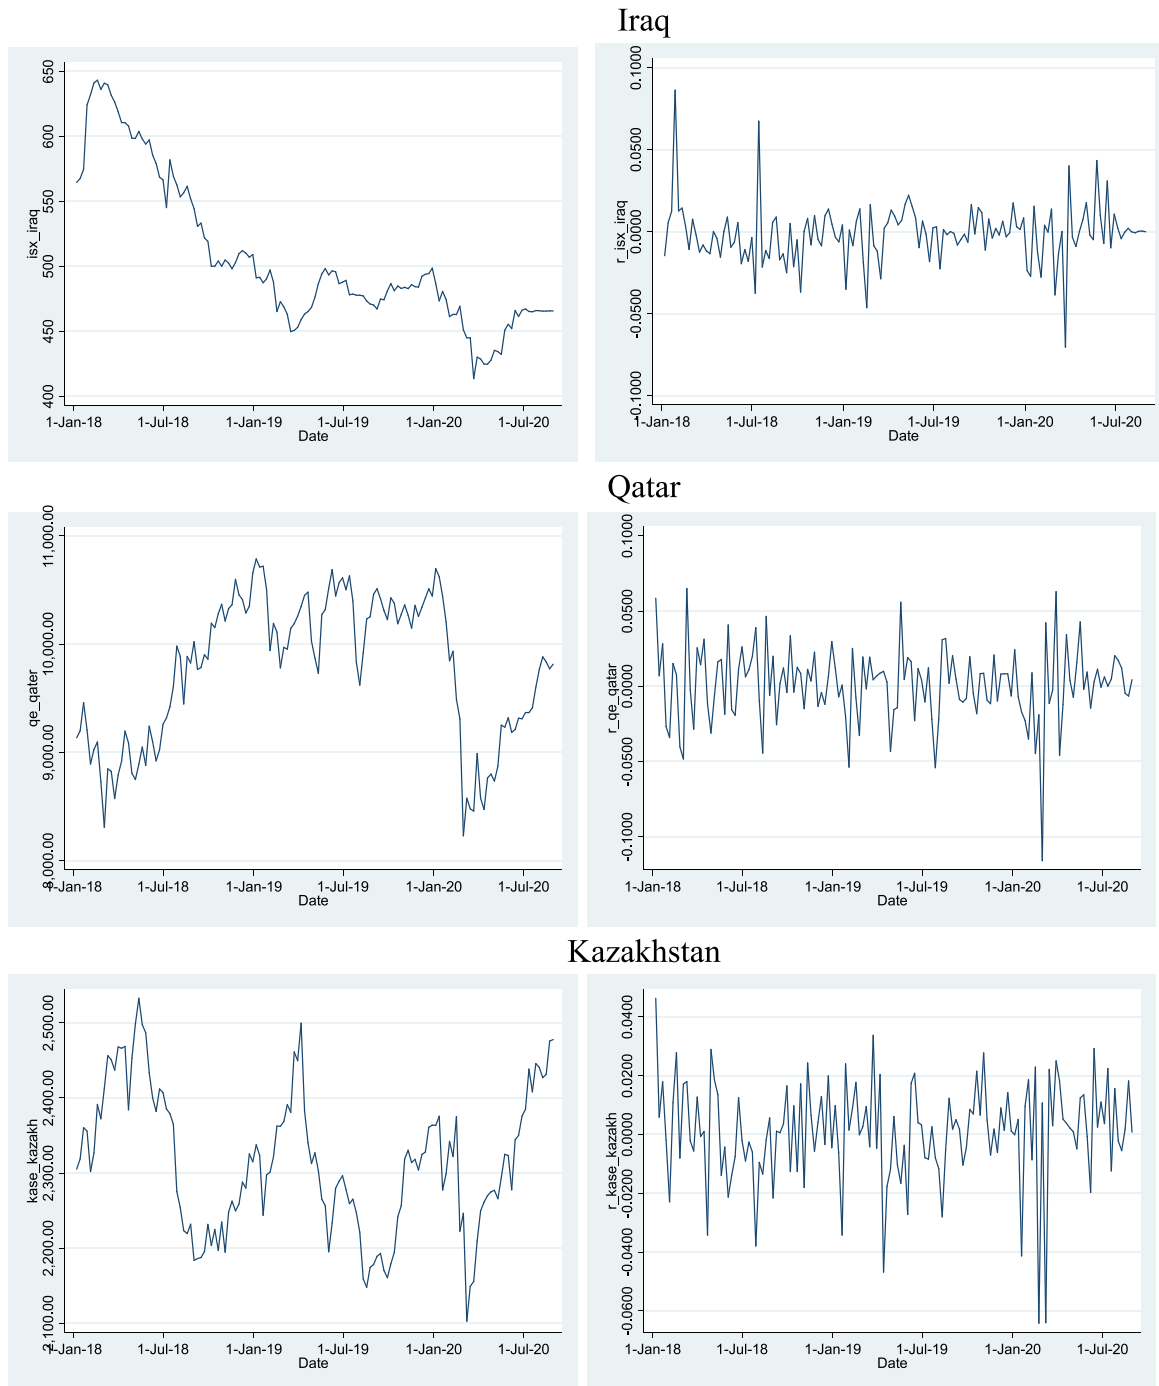 Iraq
isx_iraq
650
600
550
500
450
400
1-Jan-18 1-Jul-18 1-Jan-19 1-Jul-19 1-Jan-20 1-Jul-20
Date
r_isx_iraq
0.1000
0.0500
0.0000
-0.0500
-0.1000
1-Jan-18 1-Jul-18 1-Jan-19 1-Jul-19 1-Jan-20 1-Jul-20
Date
Qatar
qe_qater
11,000.00
10,000.00
9,000.00
8,000.00
1-Jan-18 1-Jul-18 1-Jan-19 1-Jul-19 1-Jan-20 1-Jul-20
Date
r_qe_qatar
0.1000
0.0500
0.0000
-0.0500
-0.1000
1-Jan-18 1-Jul-18 1-Jan-19 1-Jul-19 1-Jan-20 1-Jul-20
Date
Kazakhstan
kase_kazakh
2,500.00
2,400.00
2,300.00
2,200.00
2,100.00
1-Jan-18 1-Jul-18 1-Jan-19 1-Jul-19 1-Jan-20 1-Jul-20
Date
r_kase_kazakh
0.0400
0.0200
0.0000
-0.0200
-0.0400
-0.0600
1-Jan-18 1-Jul-18 1-Jan-19 1-Jul-19 1-Jan-20 1-Jul-20
Date